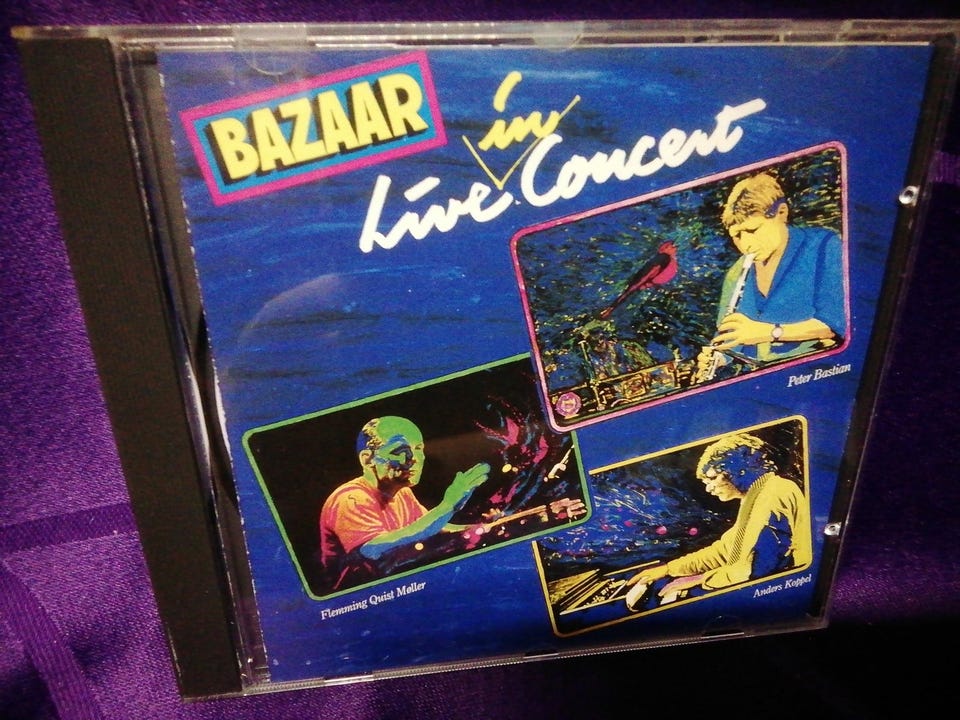 BAZAAR
in
Live Concert
Peter Bastian
Flemming Quist Møller
Anders Koppel